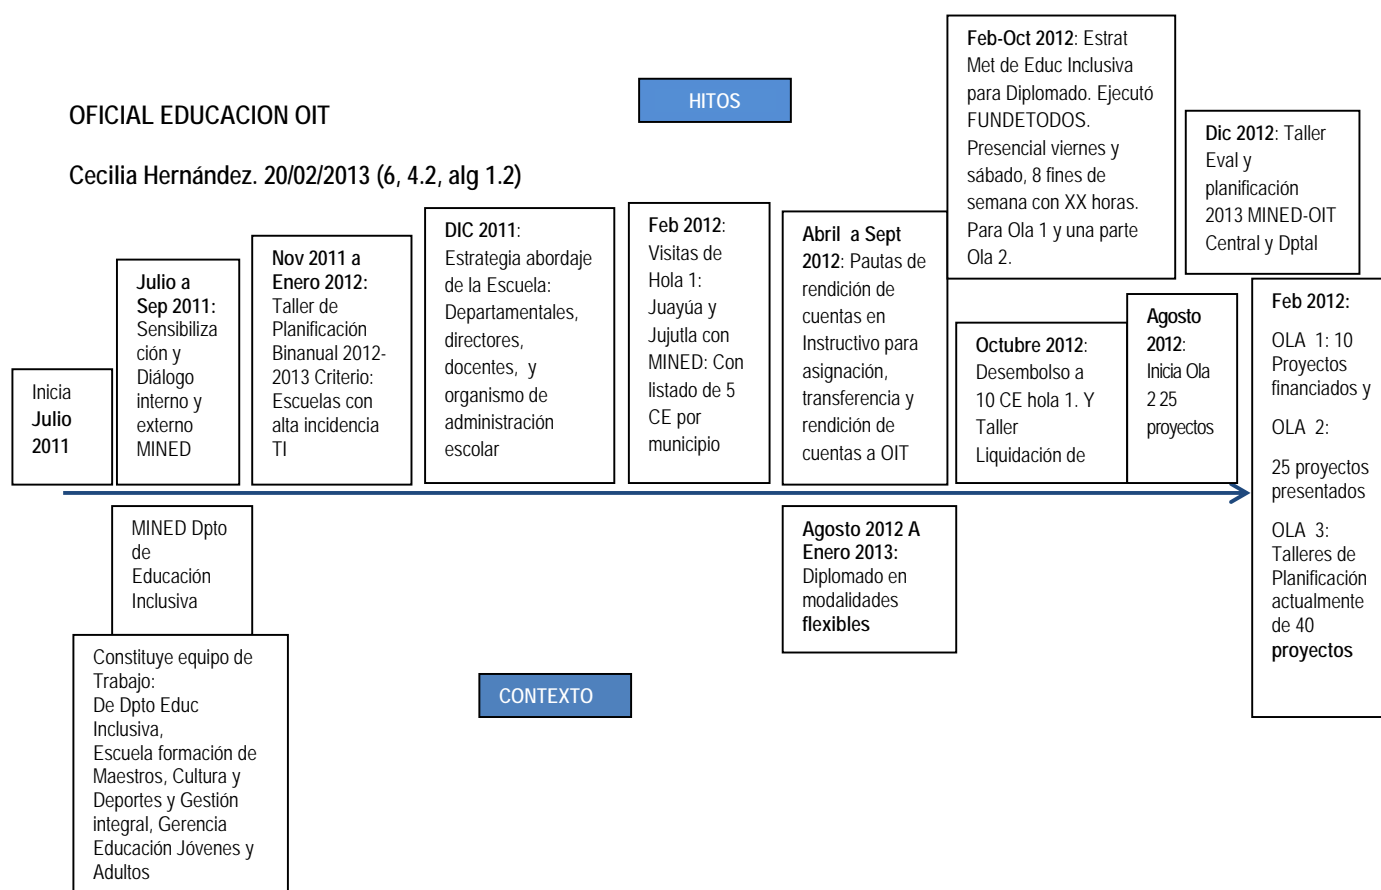 OFICIAL EDUCACION OIT
HITOS
Cecilia Hernández. 20/02/2013 (6, 4.2, alg 1.2)
Inicia
Julio
2011
Julio a
Sep 2011:
Sensibiliza
ción y
Diálogo
interno y
externo
MINED
Nov 2011 a
Enero 2012:
Taller de
Planificación
Binanual 2012-
2013 Criterio:
Escuelas con
alta incidencia
TI
DIC 2011:
Estrategia abordaje
de la Escuela:
Departamentales,
directores,
docentes, y
organismo de
administración
escolar
Feb 2012:
Visitas de
Hola 1:
Juayúa y
Jujutla con
MINED: Con
listado de 5
CE por
municipio
Abril a Sept
2012: Pautas de
rendición de
cuentas en
Instructivo para
asignación,
transferencia y
rendición de
cuentas a OIT
Feb-Oct 2012: Estrat
Met de Educ Inclusiva
para Diplomado. Ejecutó
FUNDETODOS.
Presencial viernes y
sábado, 8 fines de
semana con XX horas.
Para Ola 1 y una parte
Ola 2.
Octubre 2012:
Desembolso a
10 CE hola 1. Y
Taller
Liquidación de
Agosto
2012:
Inicia Ola
2 25
proyectos
Dic 2012: Taller
Eval y
planificación
2013 MINED-OIT
Central y Dptal
Feb 2012:
OLA 1: 10
Proyectos
financiados y
OLA 2:
25 proyectos
presentados
OLA 3:
Talleres de
Planificación
actualmente
de 40
proyectos
MINED Dpto
de
Educación
Inclusiva
Constituye equipo de
Trabajo:
De Dpto Educ
Inclusiva,
Escuela formación de
Maestros, Cultura y
Deportes y Gestión
integral, Gerencia
Educación Jóvenes y
Adultos
CONTEXTO
Agosto 2012 A
Enero 2013:
Diplomado en
modalidades
flexibles